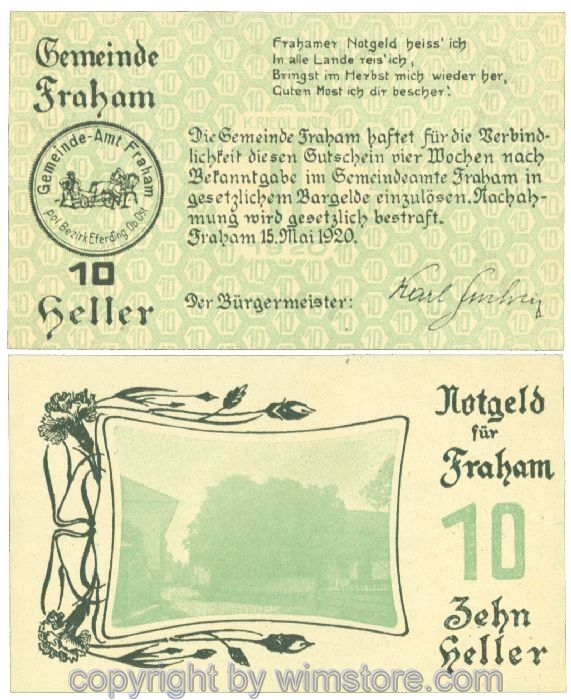 Gemeinde
Fraham
Frahamer Notgeld heiss' ich
In alle Lande reis' ich,
Bringst im Herbst mich wieder her,
Guten Most ich dir bescher'.
K. RIEDLINGER
Gemeinde-Amt Fraham
pol. Bezirk Eferding Ob. Öst.
Die Gemeinde Fraham haftet für die Verbind-
lichkeit diesen Gutschein vier Wochen nach
Bekanntgabe im Gemeindeamte Fraham in
gesetzlichem Bargelde einzulösen. Nachah-
mung wird gesetzlich bestraft.
Fraham 15. Mai 1920.
10
Heller
Der Bürgermeister:
Karl
Notgeld
für
Fraham
10
Zehn
Heller
copyright by wimstore.com